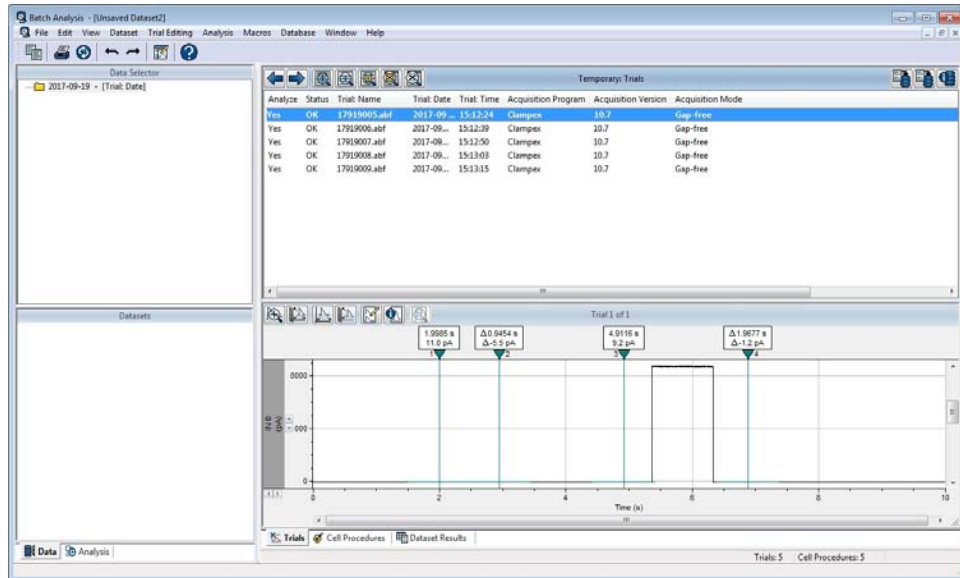 Batch Analysis - [Unsaved Dataset2]
File Edit View Dataset Trial Editing Analysis Macros Database Window Help
Data Selector
2017-09-19 - [Trial: Date]
Temporary: Trials
Analyze Status Trial: Name Trial: Date Trial: Time Acquisition Program Acquisition Version Acquisition Mode
Yes OK 17919005.abf 2017-09 ... 15:12:24 Clampex 10.7 Gap-free
Yes OK 17919006.abf 2017-09... 15:12:39 Clampex 10.7 Gap-free
Yes OK 17919007.abf 2017-09... 15:12:50 Clampex 10.7 Gap-free
Yes OK 17919008.abf 2017-09... 15:13:03 Clampex 10.7 Gap-free
Yes OK 17919009.abf 2017-09... 15:13:15 Clampex 10.7 Gap-free
Datasets
Trial 1 of 1
1.9985 s Δ0.9454 s 4.9116 s Δ1.9677 s
11.0 pA Δ-5.5 pA 9.2 pA Δ-1.2 pA
1 2 3 4
8000
(pA)
000
0
0 2 4 6 8 10
Time (s)
Trials Cell Procedures Dataset Results
Data Analysis
Trials: 5 Cell Procedures: 5